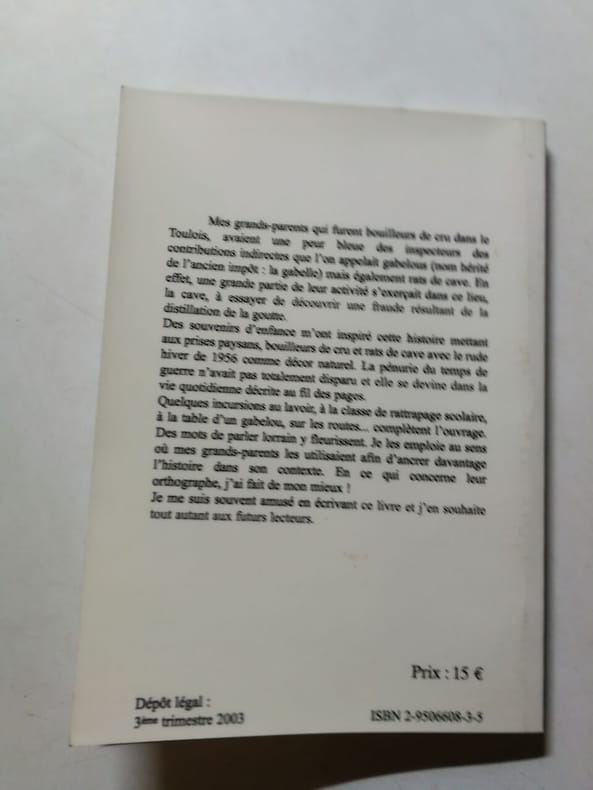 Mes grands-parents qui furent bouilleurs de cru dans le
Toulois, avaient une peur bleue des inspecteurs des
contributions indirectes que l'on appelait gabelous (nom hérité
de l'ancien impôt : la gabelle) mais également rats de cave. En
effet, une grande partie de leur activité s'exerçait dans ce lieu,
la cave, à essayer de découvrir une fraude résultant de la
distillation de la goutte.
Des souvenirs d'enfance m'ont inspiré cette histoire mettant
aux prises paysans, bouilleurs de cru et rats de cave avec le rude
hiver de 1956 comme décor naturel. La pénurie du temps de
guerre n'avait pas totalement disparu et elle se devine dans la
vie quotidienne décrite au fil des pages.
Quelques incursions au lavoir, à la classe de rattrapage scolaire,
à la table d'un gabelou, sur les routes... complètent l'ouvrage.
Des mots de parler lorrain y fleurissent. Je les emploie au sens
où mes grands-parents les utilisaient afin d'ancrer davantage
l'histoire dans son contexte. En ce qui concerne leur
orthographe, j'ai fait de mon mieux !
Je me suis souvent amusé en écrivant ce livre et j'en souhaite
tout autant aux futurs lecteurs.
Prix : 15 €
Dépôt légal :
3ème trimestre 2003
ISBN 2-9506608-3-5